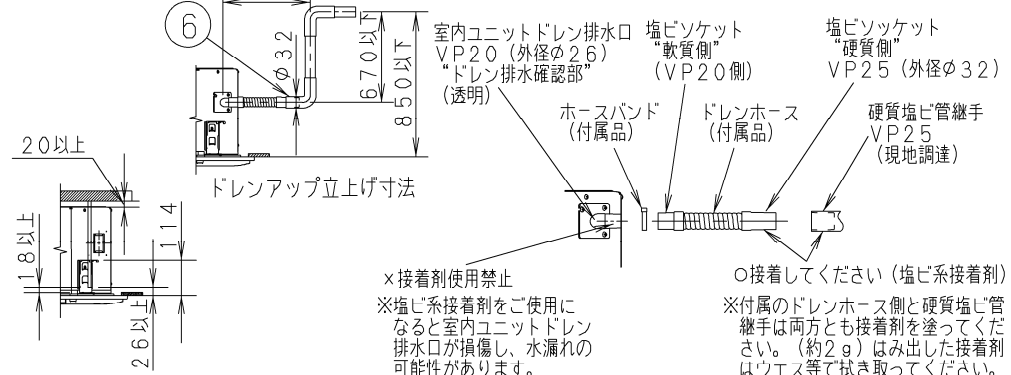 6
φ32
670以下
850以下
ドレンアップ立上げ寸法
20以上
18以上
114
26以上
室内ユニットドレン排水口
VP20（外径φ26）
“ドレン排水確認部”
（透明）
塩ビソケット
“軟質側”
（VP20側）
塩ビソッケット
“硬質側”
VP25（外径φ32）
ホースバンド
（付属品）
ドレンホース
（付属品）
硬質塩ビ管継手
VP25
（現地調達）
×接着剤使用禁止
※塩ビ系接着剤をご使用に
なると室内ユニットドレン
排水口が損傷し、水漏れの
可能性があります。
○接着してください（塩ビ系接着剤）
※付属のドレンホース側と硬質塩ビ管
継手は両方とも接着剤を塗ってくだ
さい。（約2g）はみ出した接着剤
はウエス等で拭き取ってください。